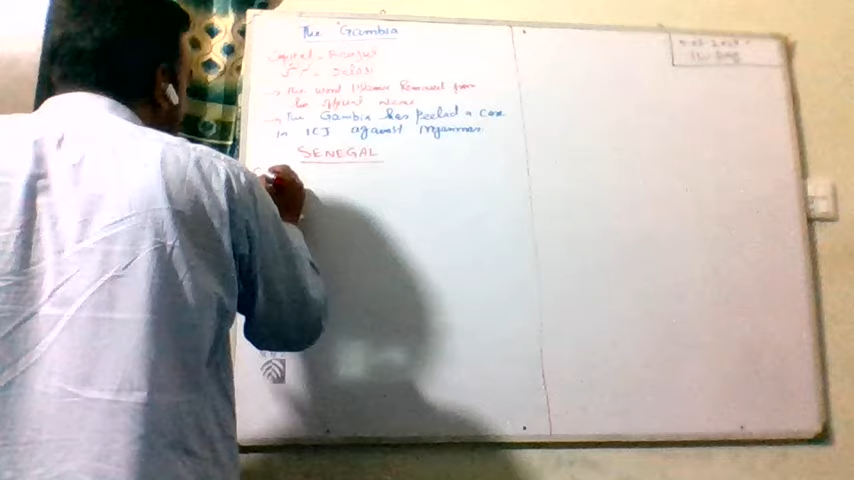 The Gambia
Capital - Banjul
→ The word Islamic Removed from
the official name
→ The Gambia has feeled a case
in ICJ against Myanmar
SENEGAL